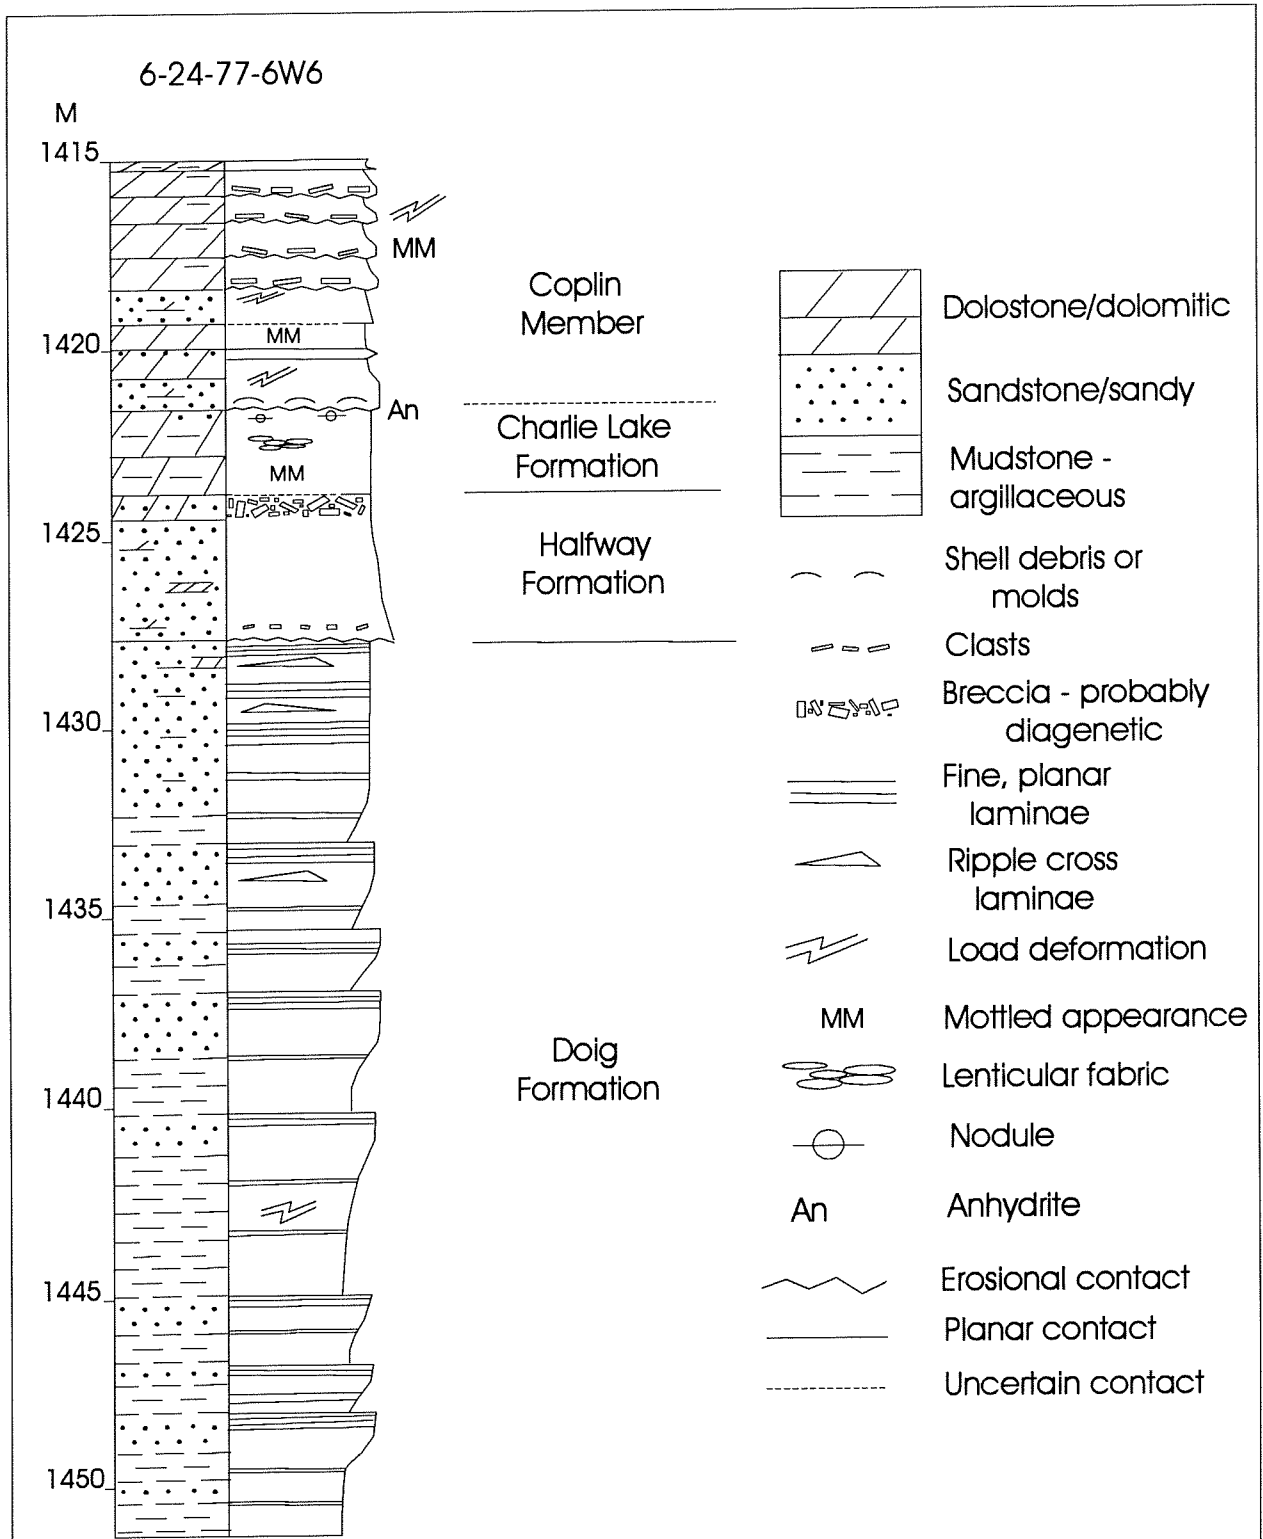 6-24-77-6W6
M
1415
1420
1425
1430
1435
1440
1445
1450
MM
MM
An
MM
Coplin
Member
Charlie Lake
Formation
Halfway
Formation
Doig
Formation
Dolostone/dolomitic
Sandstone/sandy
Mudstone -
argillaceous
Shell debris or
molds
Clasts
Breccia - probably
diagenetic
Fine, planar
laminae
Ripple cross
laminae
Load deformation
MM Mottled appearance
Lenticular fabric
Nodule
An Anhydrite
Erosional contact
Planar contact
Uncertain contact